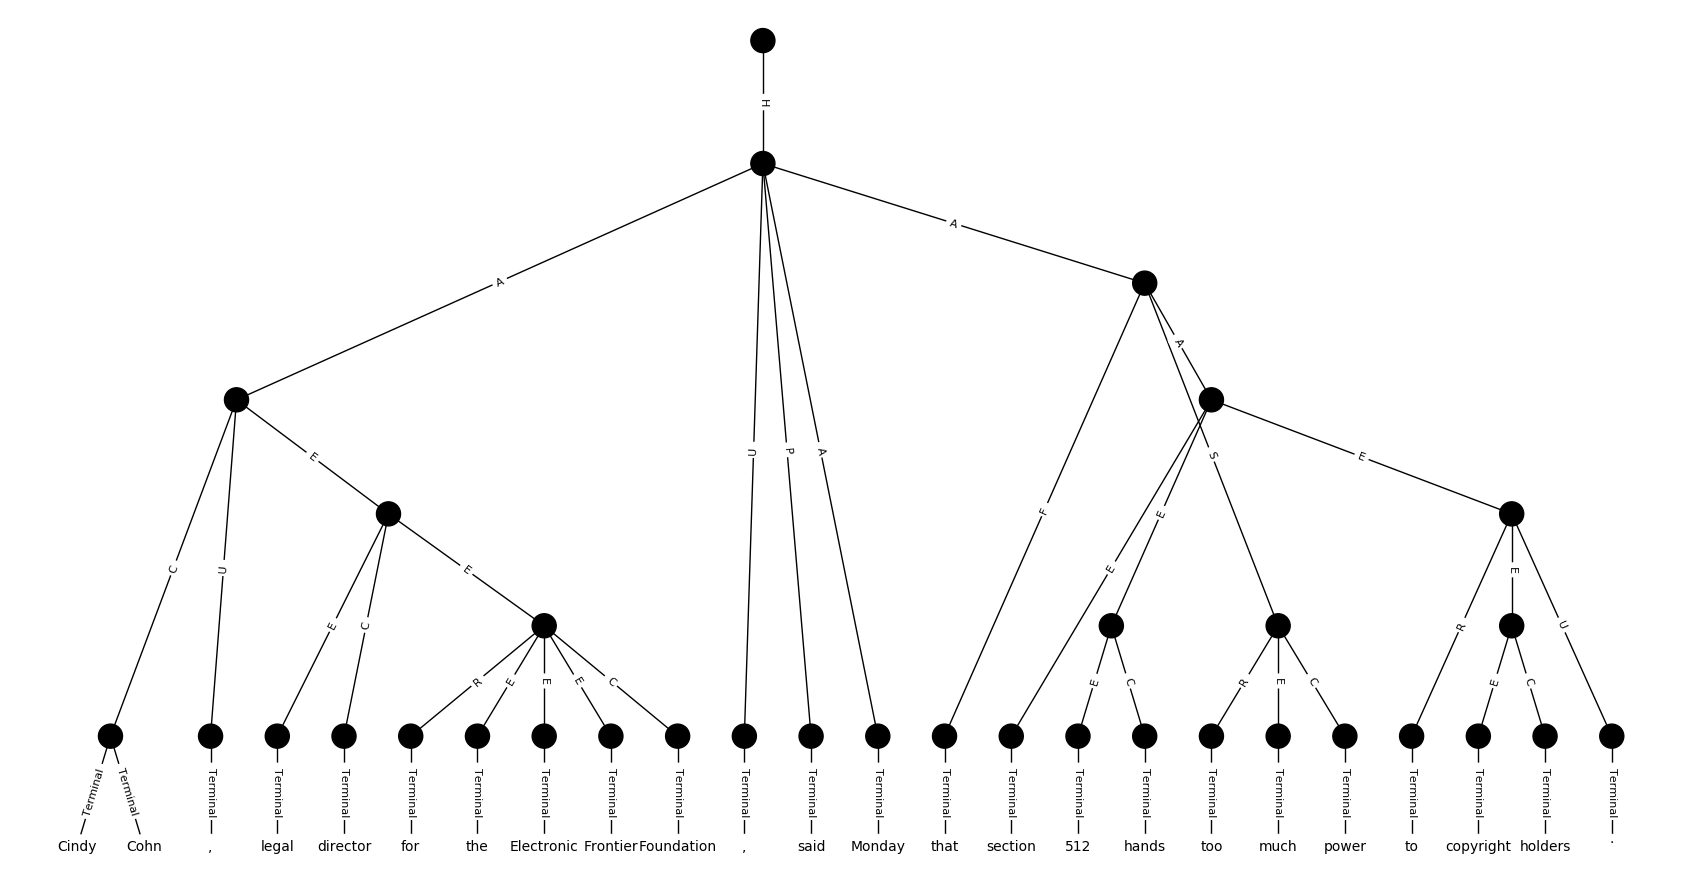 H
A
A
A
C
U
E
U
P
A
F
S
E
E
E
E
C
E
R
E
U
R
E
E
E
C
E
C
R
E
C
E
C
Terminal Terminal Terminal Terminal Terminal Terminal Terminal Terminal Terminal Terminal Terminal Terminal Terminal Terminal Terminal Terminal Terminal Terminal Terminal Terminal Terminal Terminal Terminal Terminal
Cindy Cohn , legal director for the Electronic Frontier Foundation , said Monday that section 512 hands too much power to copyright holders .